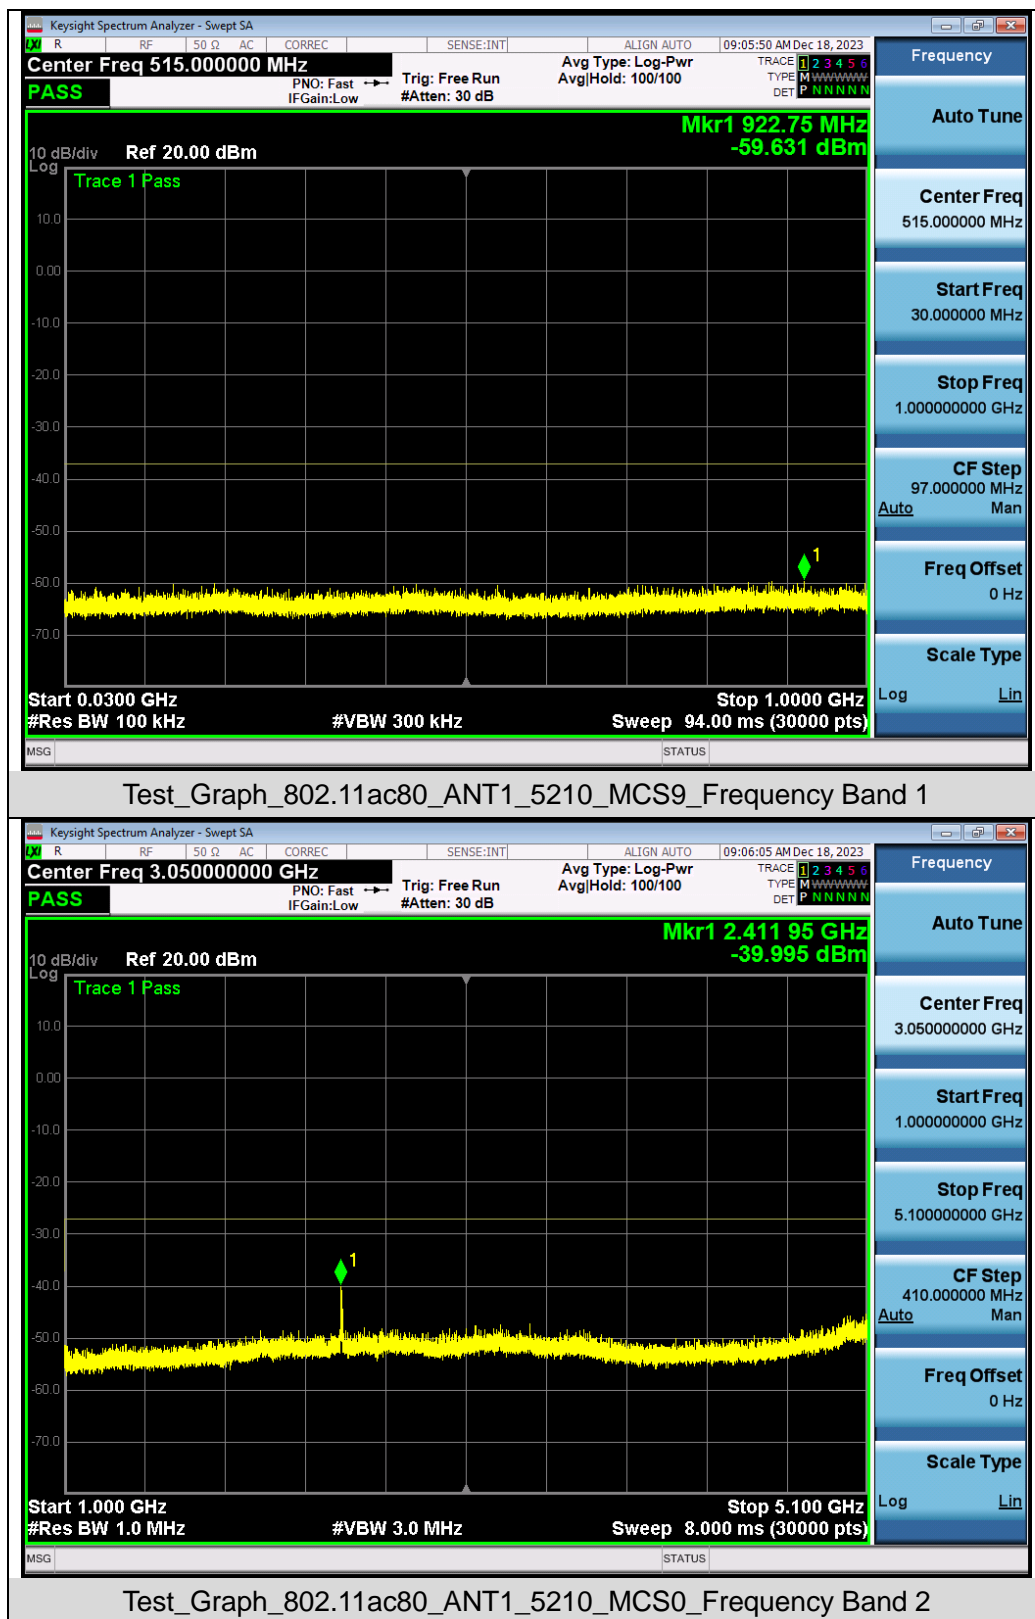 Keysight Spectrum Analyzer - Swept SA
LXI R RF 50 Ω AC CORREC SENSE:INT ALIGN AUTO 09:05:50 AM Dec 18, 2023
Center Freq 515.000000 MHz
PASS
PNO: Fast
IFGain:Low
Trig: Free Run
#Atten: 30 dB
Avg Type: Log-Pwr
Avg|Hold: 100/100
TRACE 1 2 3 4 5 6
TYPE M WWWWW
DET P N N N N N
Mkr1 922.75 MHz
-59.631 dBm
10 dB/div Ref 20.00 dBm
Log
Trace 1 Pass
10.0
0.00
-10.0
-20.0
-30.0
-40.0
-50.0
-60.0
-70.0
1
Start 0.0300 GHz Stop 1.0000 GHz
#Res BW 100 kHz #VBW 300 kHz Sweep 94.00 ms (30000 pts)
MSG STATUS
Frequency
Auto Tune
Center Freq
515.000000 MHz
Start Freq
30.000000 MHz
Stop Freq
1.000000000 GHz
CF Step
97.000000 MHz
Auto Man
Freq Offset
0 Hz
Scale Type
Log Lin
Test_Graph_802.11ac80_ANT1_5210_MCS9_Frequency Band 1
Keysight Spectrum Analyzer - Swept SA
LXI R RF 50 Ω AC CORREC SENSE:INT ALIGN AUTO 09:06:05 AM Dec 18, 2023
Center Freq 3.050000000 GHz
PASS
PNO: Fast
IFGain:Low
Trig: Free Run
#Atten: 30 dB
Avg Type: Log-Pwr
Avg|Hold: 100/100
TRACE 1 2 3 4 5 6
TYPE M WWWWW
DET P N N N N N
Mkr1 2.411 95 GHz
-39.995 dBm
10 dB/div Ref 20.00 dBm
Log
Trace 1 Pass
10.0
0.00
-10.0
-20.0
-30.0
-40.0
-50.0
-60.0
-70.0
1
Start 1.000 GHz Stop 5.100 GHz
#Res BW 1.0 MHz #VBW 3.0 MHz Sweep 8.000 ms (30000 pts)
MSG STATUS
Frequency
Auto Tune
Center Freq
3.050000000 GHz
Start Freq
1.000000000 GHz
Stop Freq
5.100000000 GHz
CF Step
410.000000 MHz
Auto Man
Freq Offset
0 Hz
Scale Type
Log Lin
Test_Graph_802.11ac80_ANT1_5210_MCS0_Frequency Band 2